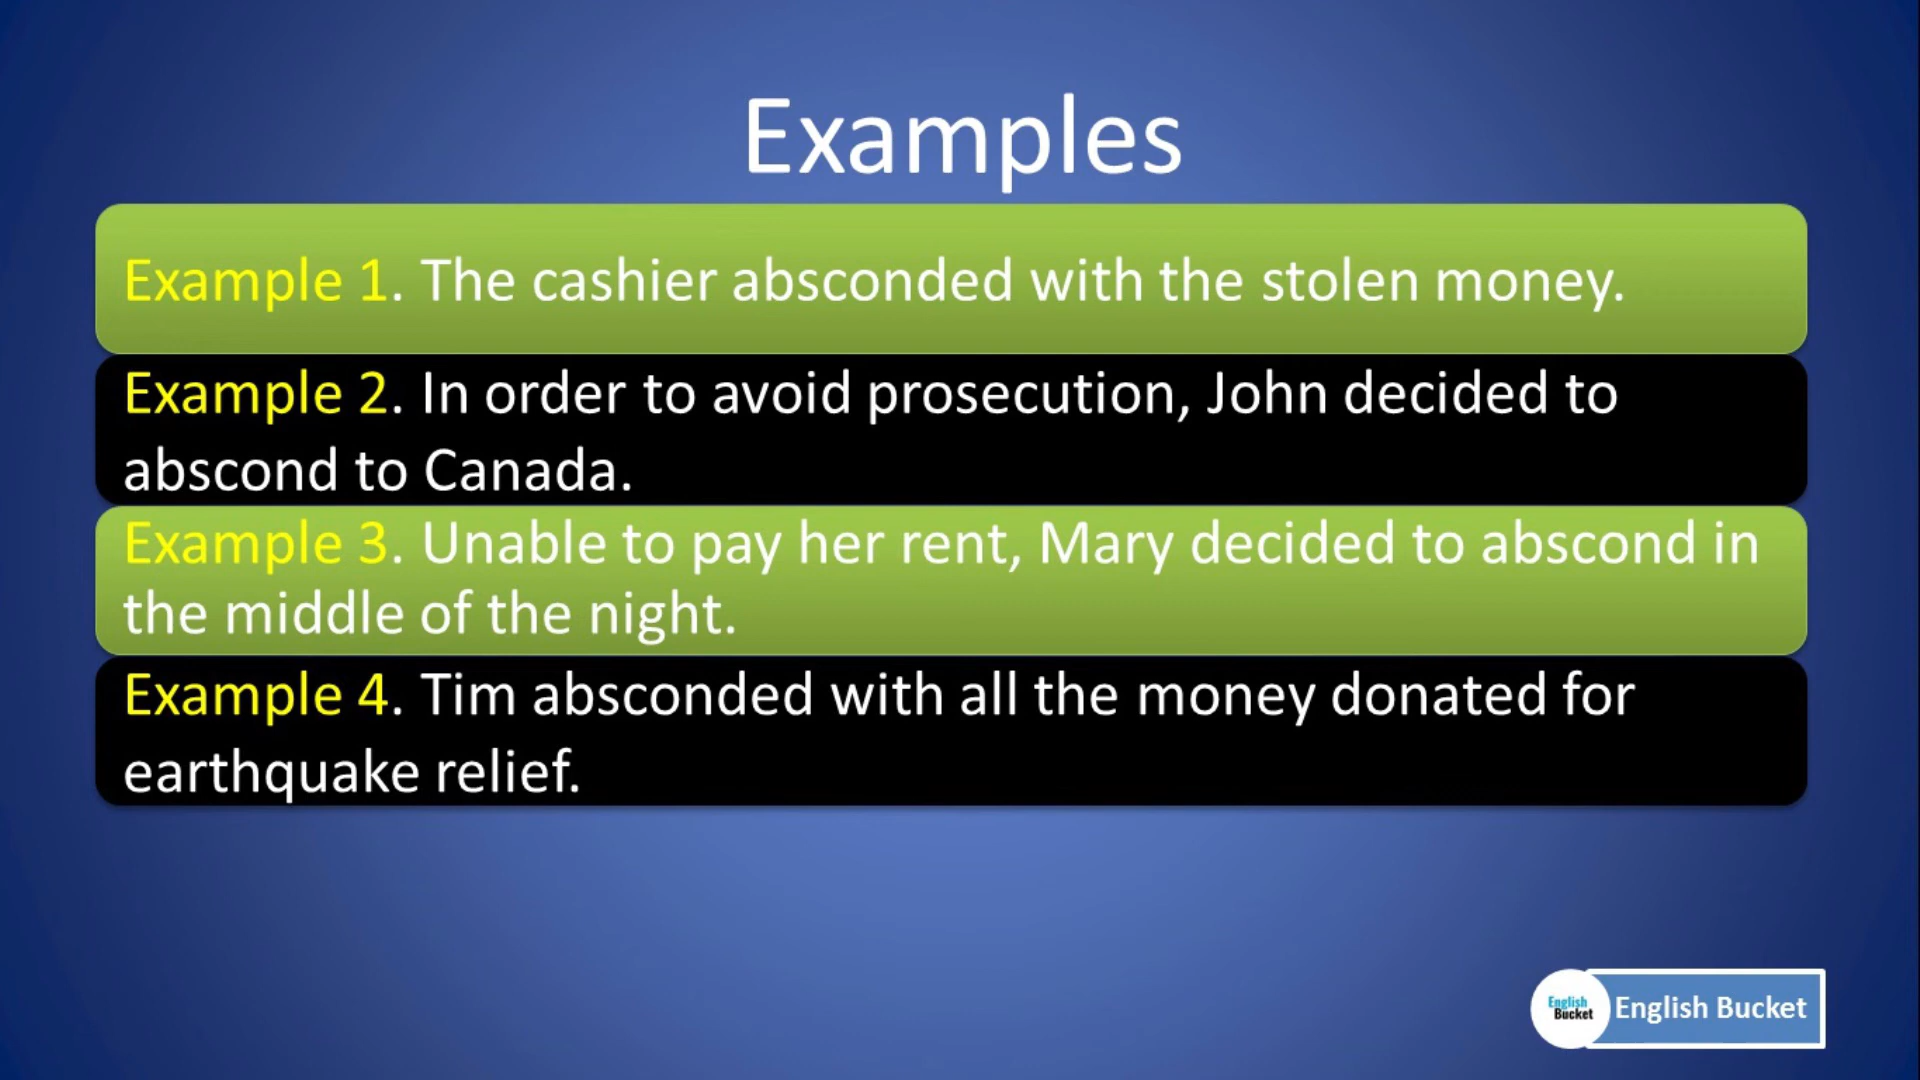 Examples
Example 1. The cashier absconded with the stolen money.
Example 2. In order to avoid prosecution, John decided to
abscond to Canada.
Example 3. Unable to pay her rent, Mary decided to abscond in
the middle of the night.
Example 4. Tim absconded with all the money donated for
earthquake relief.
English
Bucket
English Bucket